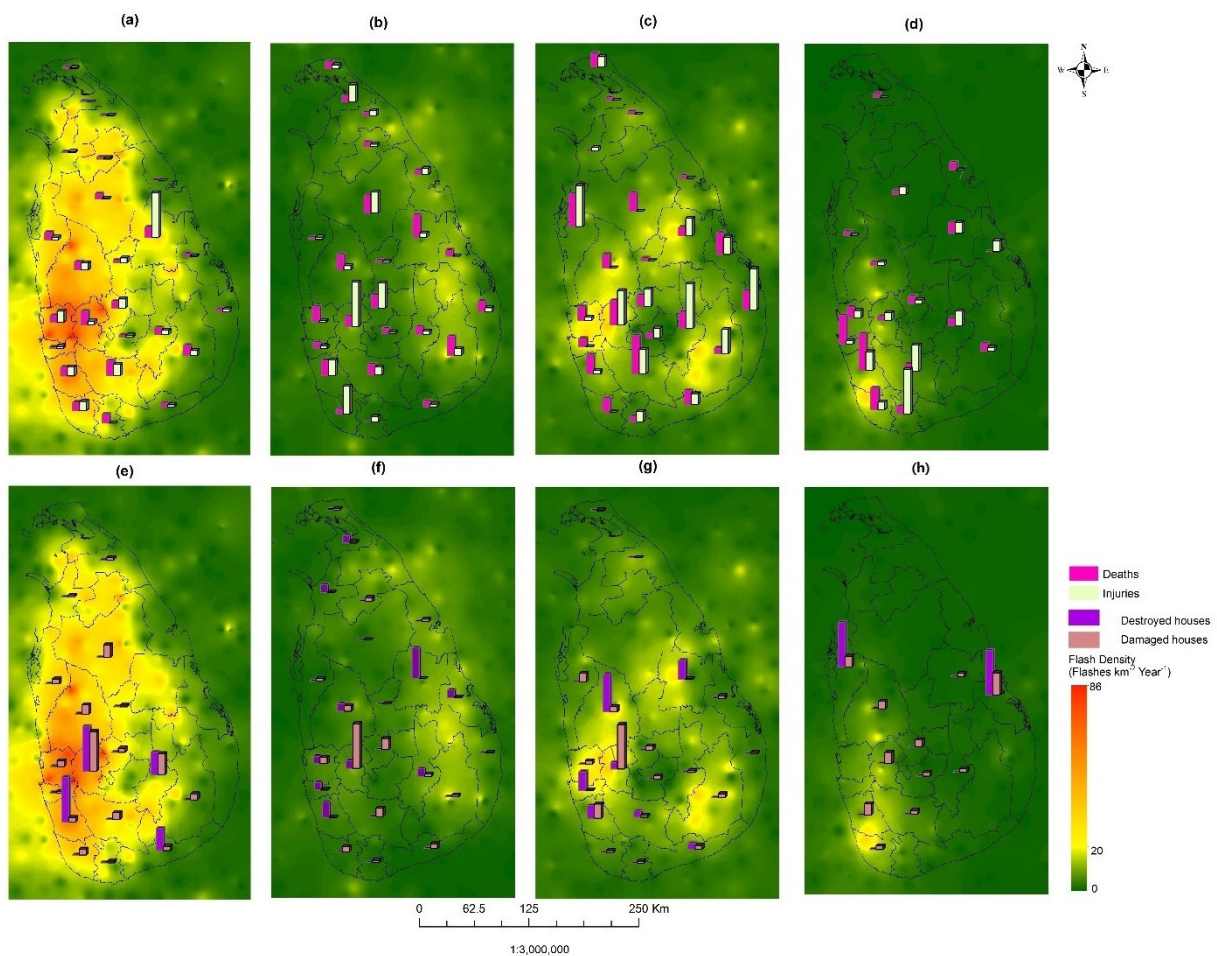 (a)
(b)
(c)
(d)
N
W E
S
(e)
(f)
(g)
(h)
Deaths
Injuries
Destroyed houses
Damaged houses
Flash Density
(Flashes km⁻² Year⁻¹)
86
20
0
0 62.5 125 250 Km
1:3,000,000